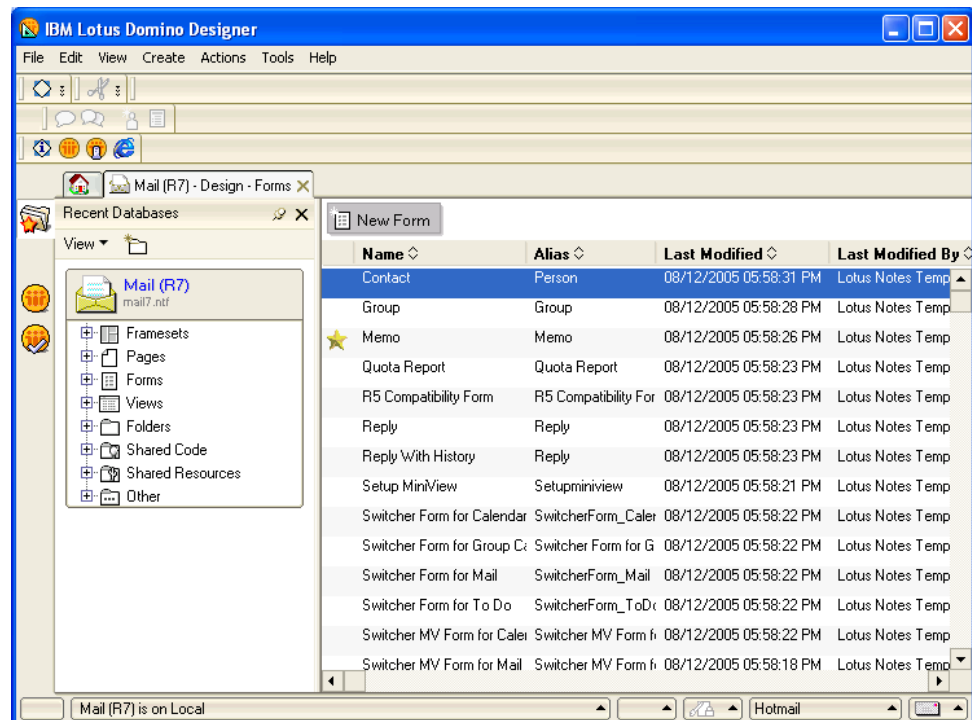 IBM Lotus Domino Designer
File Edit View Create Actions Tools Help
Mail (R7) - Design - Forms
Recent Databases
View
New Form
Name Alias Last Modified Last Modified By
Mail (R7)
mail7.ntf
Framesets
Pages
Forms
Views
Folders
Shared Code
Shared Resources
Other
Contact Person 08/12/2005 05:58:31 PM Lotus Notes Temp
Group Group 08/12/2005 05:58:28 PM Lotus Notes Temp
Memo Memo 08/12/2005 05:58:26 PM Lotus Notes Temp
Quota Report Quota Report 08/12/2005 05:58:23 PM Lotus Notes Temp
R5 Compatibility Form R5 Compatibility For 08/12/2005 05:58:23 PM Lotus Notes Temp
Reply Reply 08/12/2005 05:58:23 PM Lotus Notes Temp
Reply With History Reply 08/12/2005 05:58:23 PM Lotus Notes Temp
Setup MiniView Setupminiview 08/12/2005 05:58:21 PM Lotus Notes Temp
Switcher Form for Calendar SwitcherForm_Caler 08/12/2005 05:58:22 PM Lotus Notes Temp
Switcher Form for Group Ca Switcher Form for G 08/12/2005 05:58:22 PM Lotus Notes Temp
Switcher Form for Mail SwitcherForm_Mail 08/12/2005 05:58:22 PM Lotus Notes Temp
Switcher Form for To Do SwitcherForm_ToDo 08/12/2005 05:58:22 PM Lotus Notes Temp
Switcher MV Form for Caler Switcher MV Form f 08/12/2005 05:58:22 PM Lotus Notes Temp
Switcher MV Form for Mail Switcher MV Form f 08/12/2005 05:58:18 PM Lotus Notes Temp
Mail (R7) is on Local Hotmail